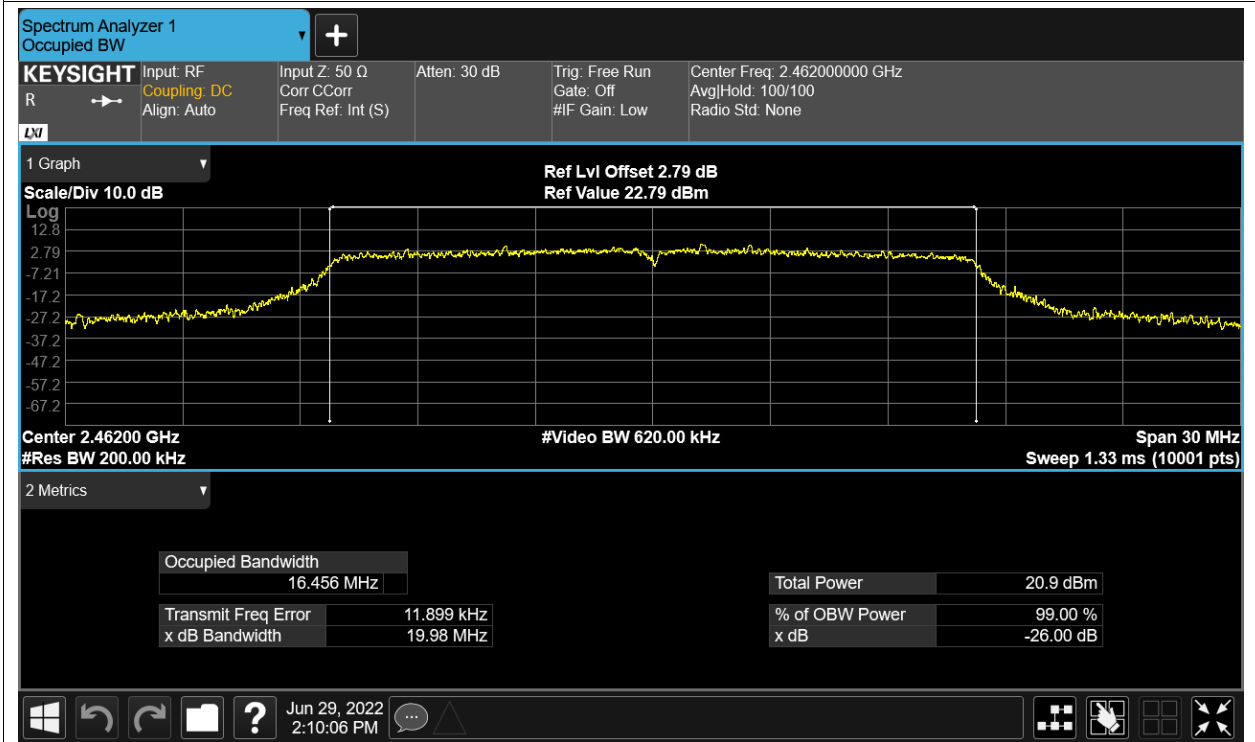 Spectrum Analyzer 1
Occupied BW
+
KEYSIGHT Input: RF Input Z: 50 Ω Atten: 30 dB Trig: Free Run Center Freq: 2.462000000 GHz
R Coupling: DC Corr CCorr Gate: Off Avg|Hold: 100/100
Align: Auto Freq Ref: Int (S) #IF Gain: Low Radio Std: None
LXI
1 Graph
Ref Lvl Offset 2.79 dB
Scale/Div 10.0 dB Ref Value 22.79 dBm
Log
12.8
2.79
-7.21
-17.2
-27.2
-37.2
-47.2
-57.2
-67.2
Center 2.46200 GHz #Video BW 620.00 kHz Span 30 MHz
#Res BW 200.00 kHz Sweep 1.33 ms (10001 pts)
2 Metrics
Occupied Bandwidth
16.456 MHz Total Power 20.9 dBm
Transmit Freq Error 11.899 kHz % of OBW Power 99.00 %
x dB Bandwidth 19.98 MHz x dB -26.00 dB
? Jun 29, 2022
2:10:06 PM